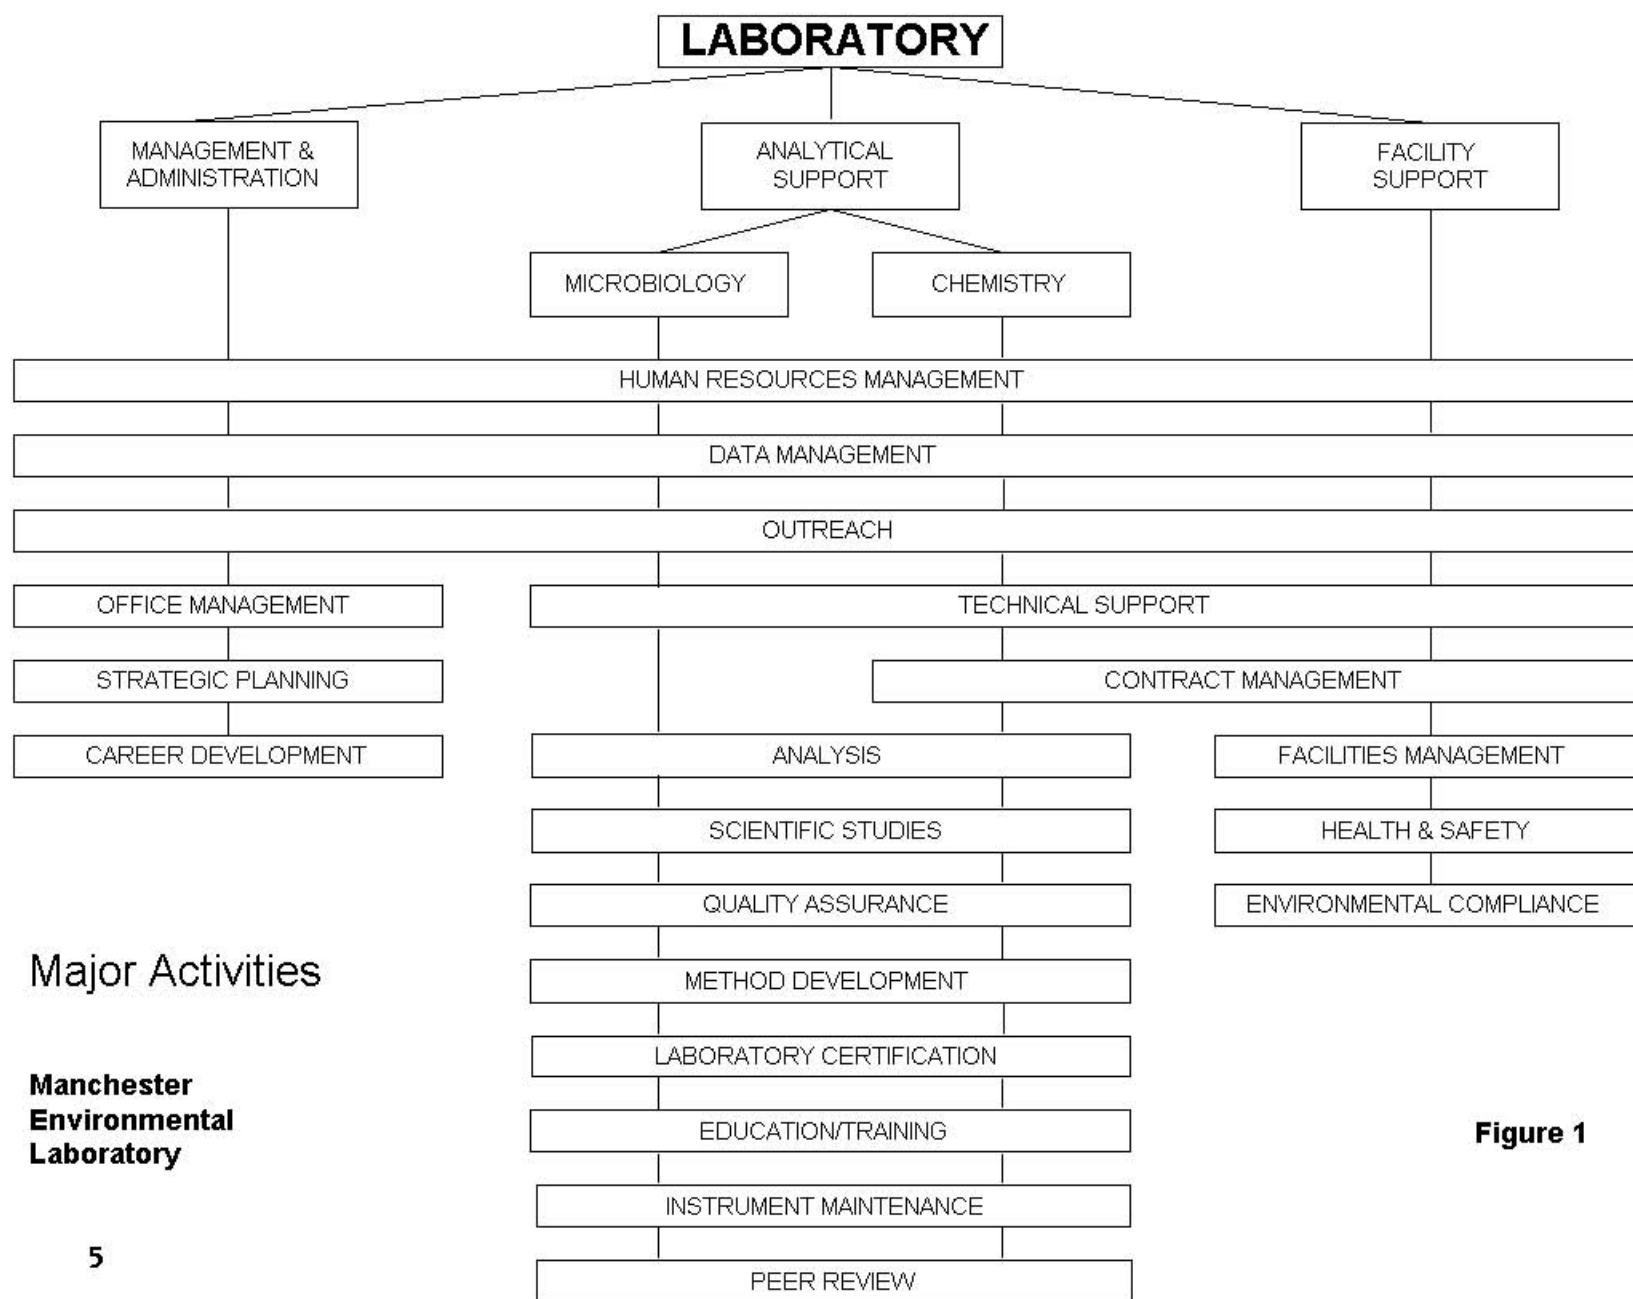 LABORATORY
MANAGEMENT &
ADMINISTRATION
ANALYTICAL
SUPPORT
FACILITY
SUPPORT
MICROBIOLOGY
CHEMISTRY
HUMAN RESOURCES MANAGEMENT
DATA MANAGEMENT
OUTREACH
OFFICE MANAGEMENT
TECHNICAL SUPPORT
STRATEGIC PLANNING
CONTRACT MANAGEMENT
CAREER DEVELOPMENT
ANALYSIS
FACILITIES MANAGEMENT
SCIENTIFIC STUDIES
HEALTH & SAFETY
QUALITY ASSURANCE
ENVIRONMENTAL COMPLIANCE
METHOD DEVELOPMENT
LABORATORY CERTIFICATION
EDUCATION/TRAINING
INSTRUMENT MAINTENANCE
PEER REVIEW
Major Activities
Manchester
Environmental
Laboratory
Figure 1
5